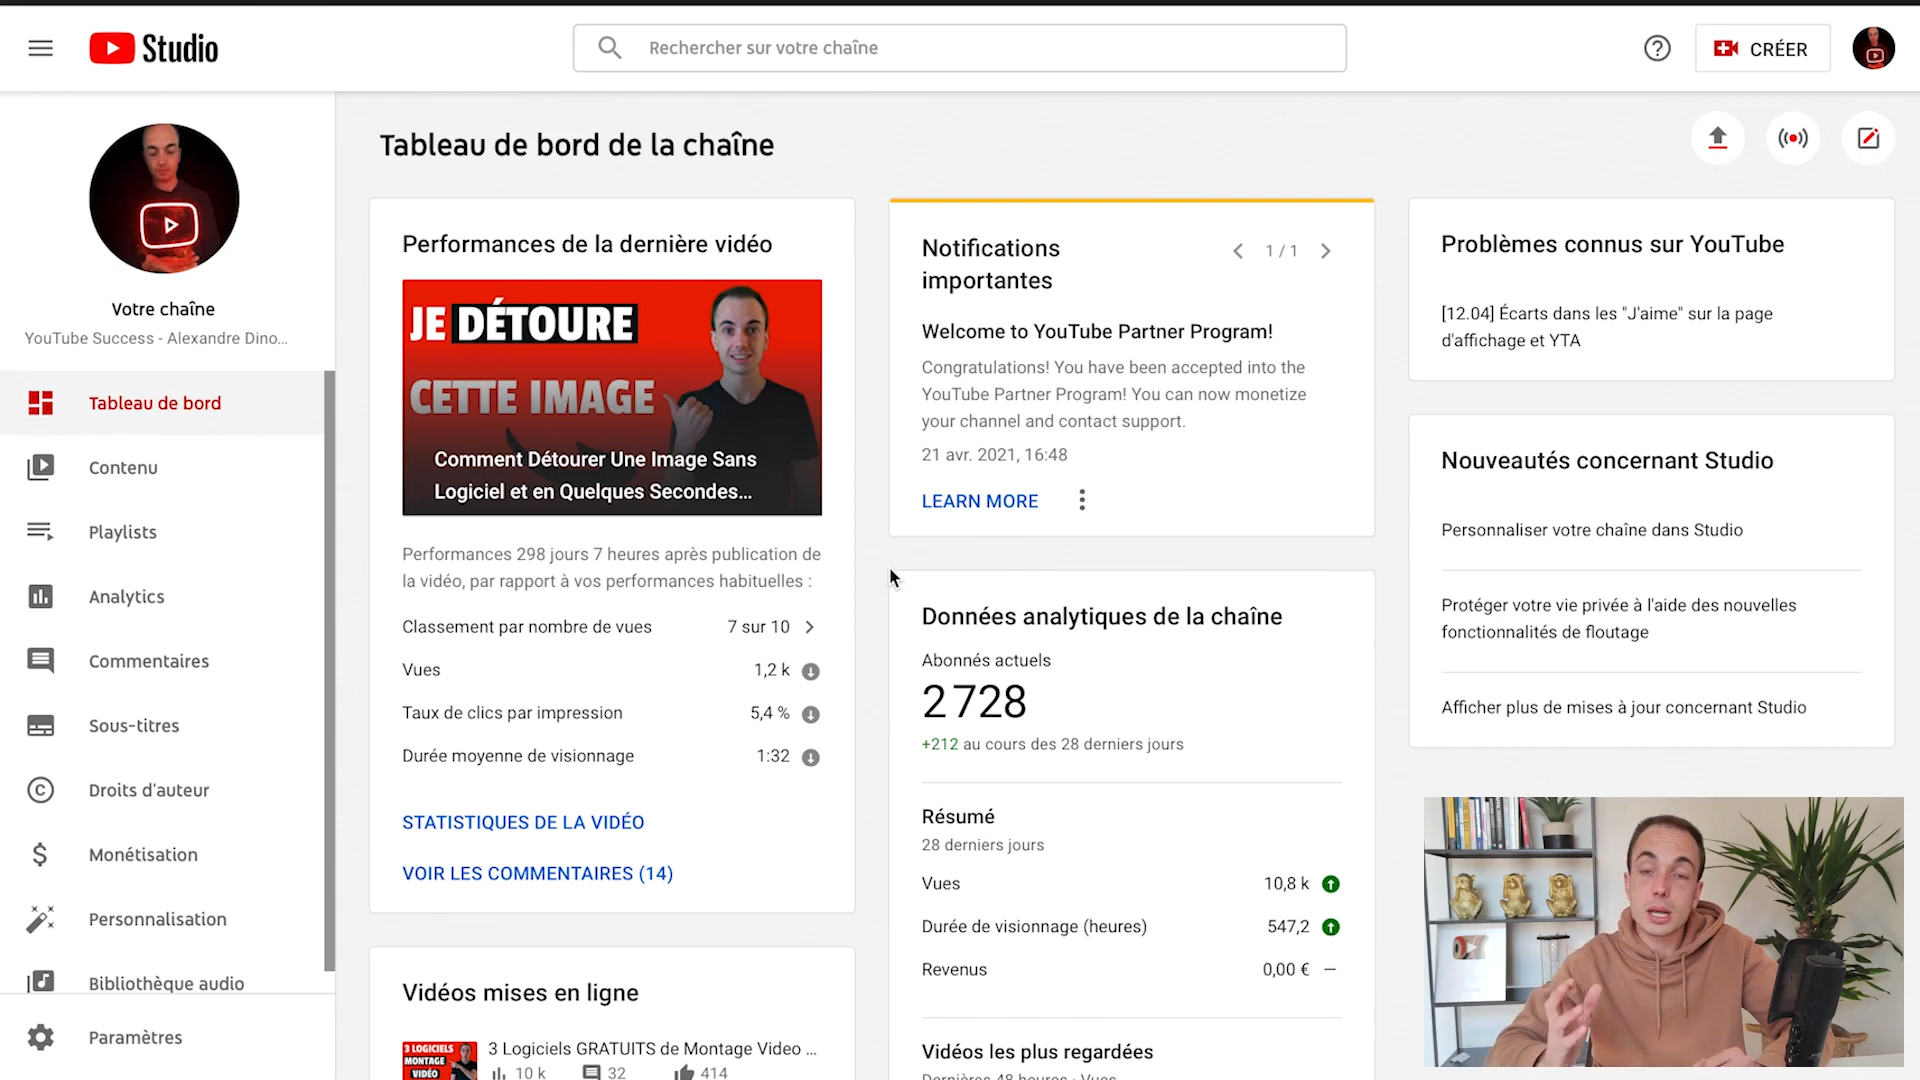 Studio
Rechercher sur votre chaîne
CRÉER
Votre chaîne
YouTube Success - Alexandre Dino...
Tableau de bord
Contenu
Playlists
Analytics
Commentaires
Sous-titres
Droits d'auteur
Monétisation
Personnalisation
Bibliothèque audio
Paramètres
Tableau de bord de la chaîne
Performances de la dernière vidéo
JE DÉTOURE
CETTE IMAGE
Comment Détourer Une Image Sans
Logiciel et en Quelques Secondes...
Performances 298 jours 7 heures après publication de
la vidéo, par rapport à vos performances habituelles :
Classement par nombre de vues 7 sur 10
Vues 1,2 k
Taux de clics par impression 5,4 %
Durée moyenne de visionnage 1:32
STATISTIQUES DE LA VIDÉO
VOIR LES COMMENTAIRES (14)
Vidéos mises en ligne
3 LOGICIELS
MONTAGE
VIDÉO
3 Logiciels GRATUITS de Montage Video ...
10 k 32 414
Notifications
importantes
1 / 1
Welcome to YouTube Partner Program!
Congratulations! You have been accepted into the
YouTube Partner Program! You can now monetize
your channel and contact support.
21 avr. 2021, 16:48
LEARN MORE
Données analytiques de la chaîne
Abonnés actuels
2 728
+212 au cours des 28 derniers jours
Résumé
28 derniers jours
Vues 10,8 k
Durée de visionnage (heures) 547,2
Revenus 0,00 €
Vidéos les plus regardées
Dernières 48 heures · Vues
Problèmes connus sur YouTube
[12.04] Écarts dans les "J'aime" sur la page
d'affichage et YTA
Nouveautés concernant Studio
Personnaliser votre chaîne dans Studio
Protéger votre vie privée à l'aide des nouvelles
fonctionnalités de floutage
Afficher plus de mises à jour concernant Studio